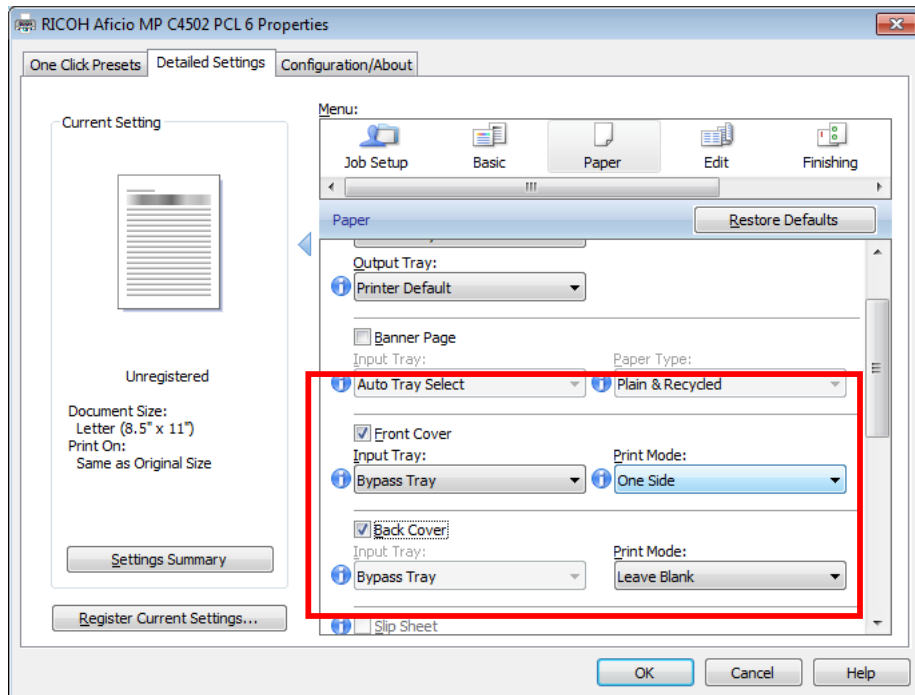 RICOH Aficio MP C4502 PCL 6 Properties
One Click Presets
Detailed Settings
Configuration/About
Current Setting
Unregistered
Document Size:
Letter (8.5" x 11")
Print On:
Same as Original Size
Settings Summary
Register Current Settings...
Menu:
Job Setup
Basic
Paper
Edit
Finishing
Paper
Restore Defaults
Output Tray:
Printer Default
Banner Page
Input Tray:
Paper Type:
Auto Tray Select
Plain & Recycled
Front Cover
Input Tray:
Print Mode:
Bypass Tray
One Side
Back Cover
Input Tray:
Print Mode:
Bypass Tray
Leave Blank
Slip Sheet
OK
Cancel
Help